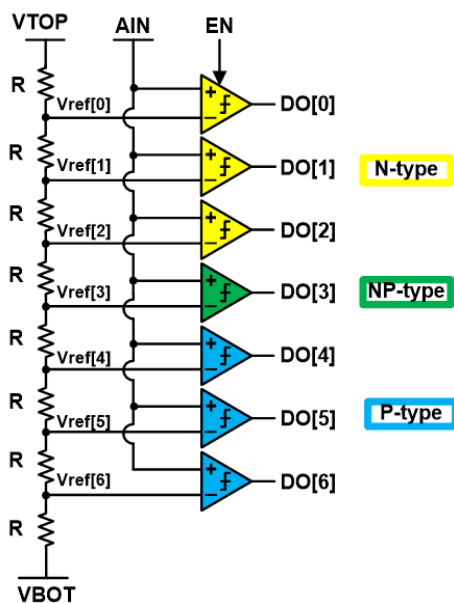 VTOP AIN EN
R
Vref[0] + − DO[0]
R
Vref[1] + − DO[1] N-type
R
Vref[2] + − DO[2]
R
Vref[3] + − DO[3] NP-type
R
Vref[4] + − DO[4]
R
Vref[5] + − DO[5] P-type
R
Vref[6] + − DO[6]
R
VBOT